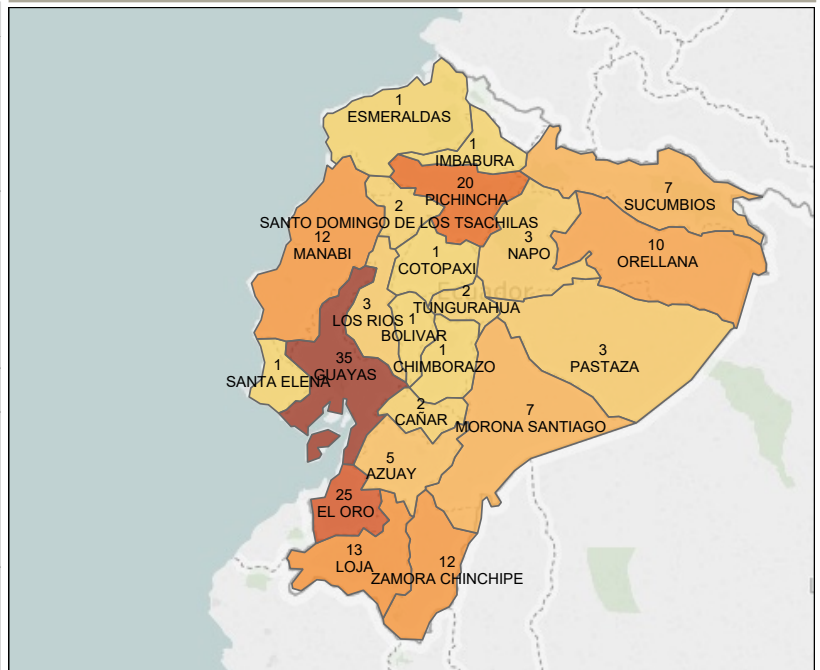 1
ESMERALDAS
1
IMBABURA
20
PICHINCHA
7
SUCUMBIOS
2
SANTO DOMINGO DE LOS TSACHILAS
12
MANABI
3
NAPO
10
ORELLANA
1
COTOPAXI
Ecuador
2
TUNGURAHUA
3
LOS RIOS
1
BOLIVAR
1
CHIMBORAZO
3
PASTAZA
35
GUAYAS
1
SANTA ELENA
2
CAÑAR
7
MORONA SANTIAGO
5
AZUAY
25
EL ORO
13
LOJA
12
ZAMORA CHINCHIPE